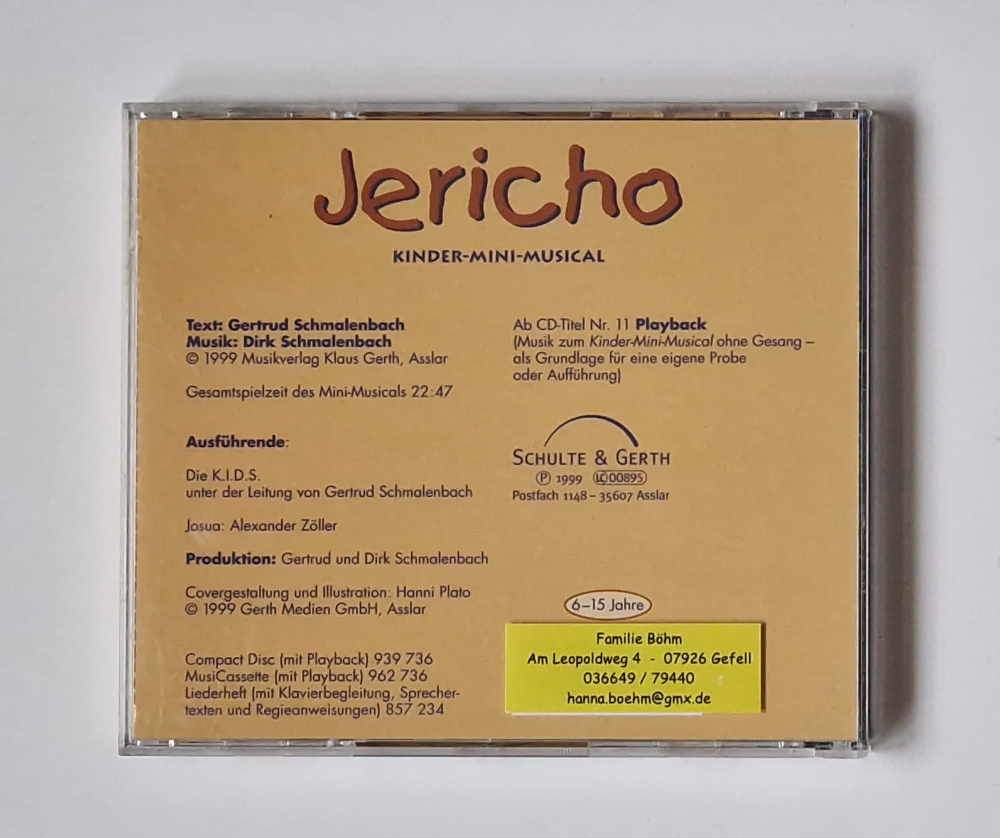 Jericho
KINDER-MINI-MUSICAL
Text: Gertrud Schmalenbach
Musik: Dirk Schmalenbach
© 1999 Musikverlag Klaus Gerth, Asslar
Gesamtspielzeit des Mini-Musicals 22:47
Ausführende:
Die K.I.D.S.
unter der Leitung von Gertrud Schmalenbach
Josua: Alexander Zöller
Produktion: Gertrud und Dirk Schmalenbach
Covergestaltung und Illustration: Hanni Plato
© 1999 Gerth Medien GmbH, Asslar
Compact Disc (mit Playback) 939 736
MusiCassette (mit Playback) 962 736
Liederheft (mit Klavierbegleitung, Sprecher-
texten und Regieanweisungen) 857 234
Ab CD-Titel Nr. 11 Playback
(Musik zum Kinder-Mini-Musical ohne Gesang –
als Grundlage für eine eigene Probe
oder Aufführung)
SCHULTE & GERTH
℗ 1999 LC 00895
Postfach 1148 – 35607 Asslar
6–15 Jahre
Familie Böhm
Am Leopoldweg 4 - 07926 Gefell
036649 / 79440
hanna.boehm@gmx.de